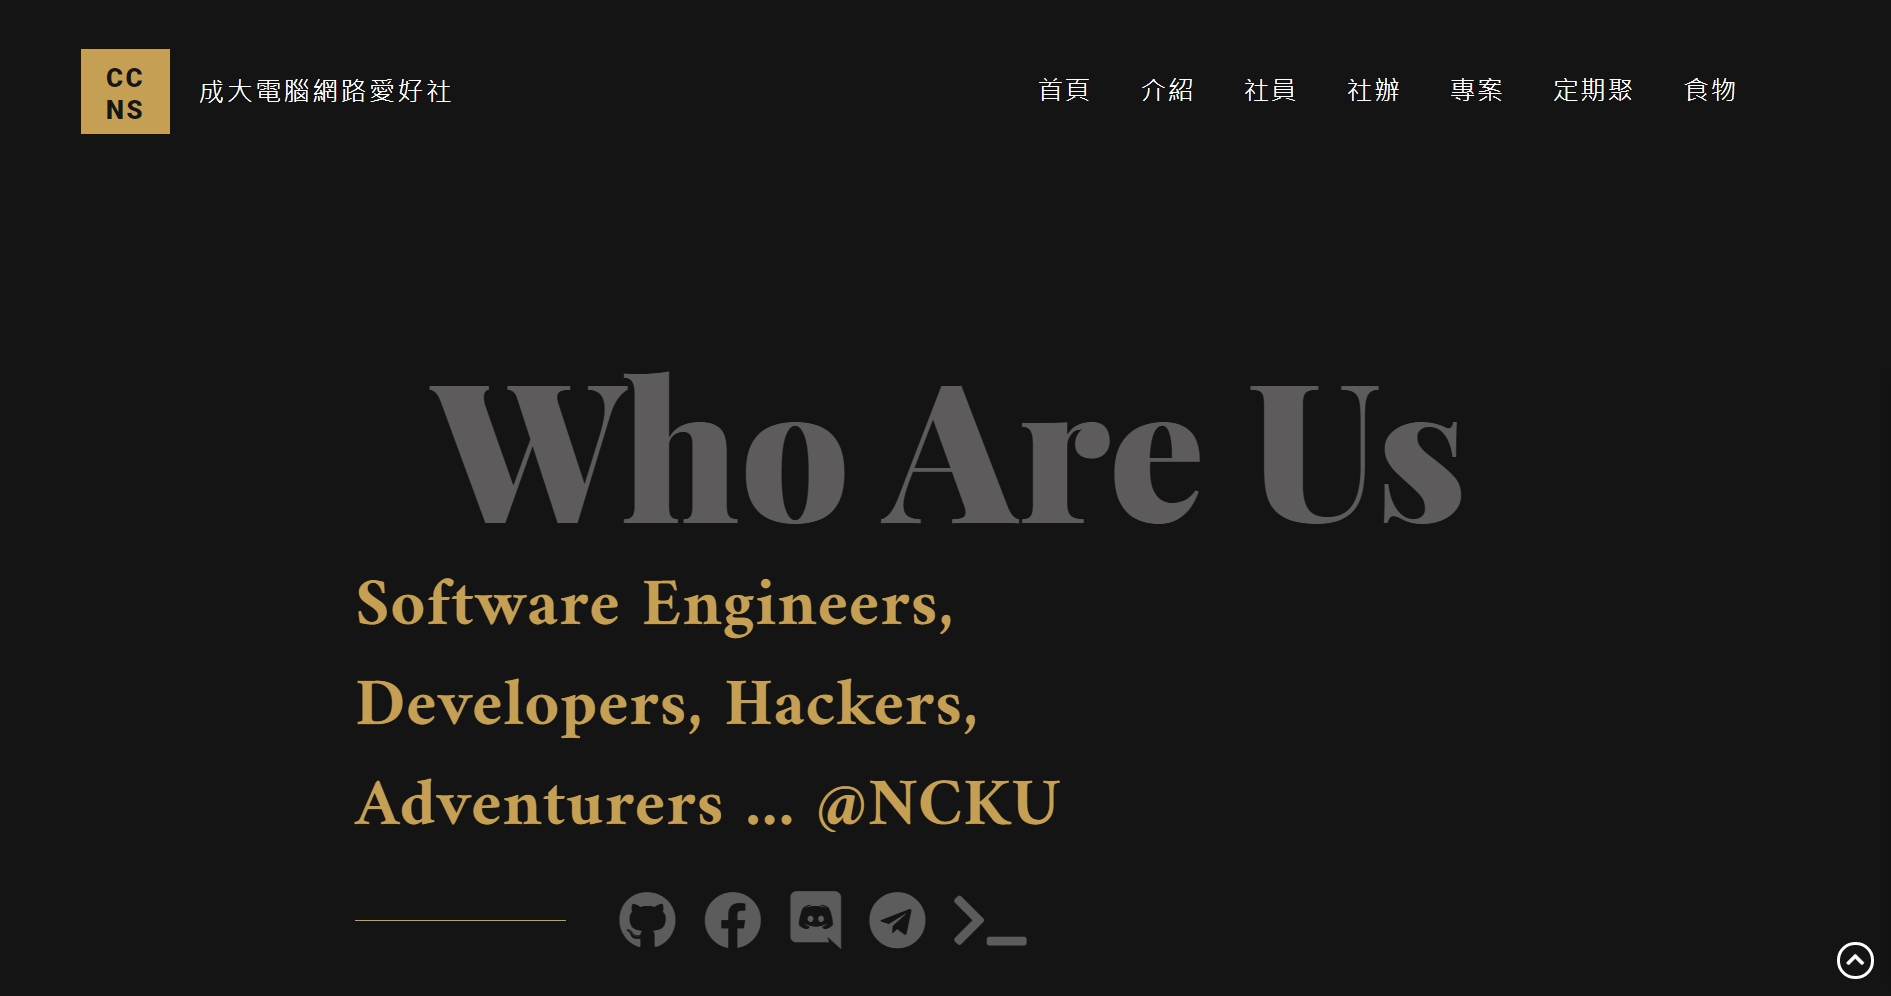 CC
NS
成大電腦網路愛好社
首頁 介紹 社員 社辦 專案 定期聚 食物
Who Are Us
Software Engineers,
Developers, Hackers,
Adventurers ... @NCKU